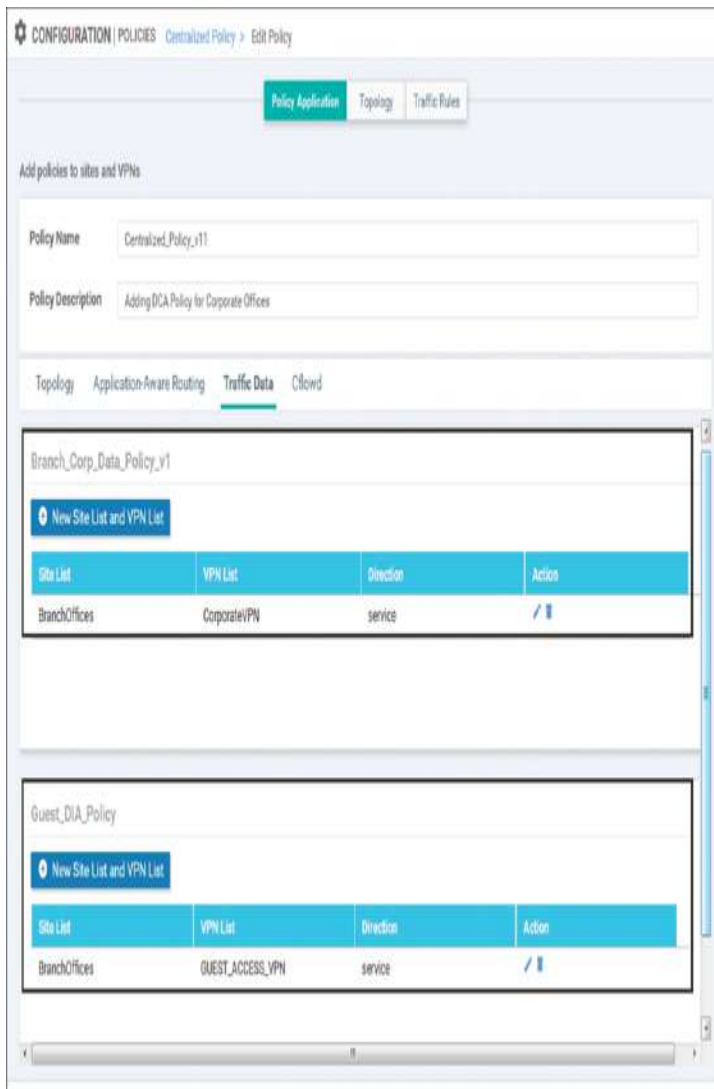 CONFIGURATION | POLICIES Centralized Policy > Edit Policy
Policy Application Topology Traffic Rules
Add policies to sites and VPNs
Policy Name Centralized_Policy_v11
Policy Description Adding DCA Policy for Corporate Offices
Topology Application-Aware Routing Traffic Data Cflowd
Branch_Corp_Data_Policy_v1
New Site List and VPN List
Site List VPN List Direction Action
BranchOffices CorporateVPN service
Guest_DIA_Policy
New Site List and VPN List
Site List VPN List Direction Action
BranchOffices GUEST_ACCESS_VPN service